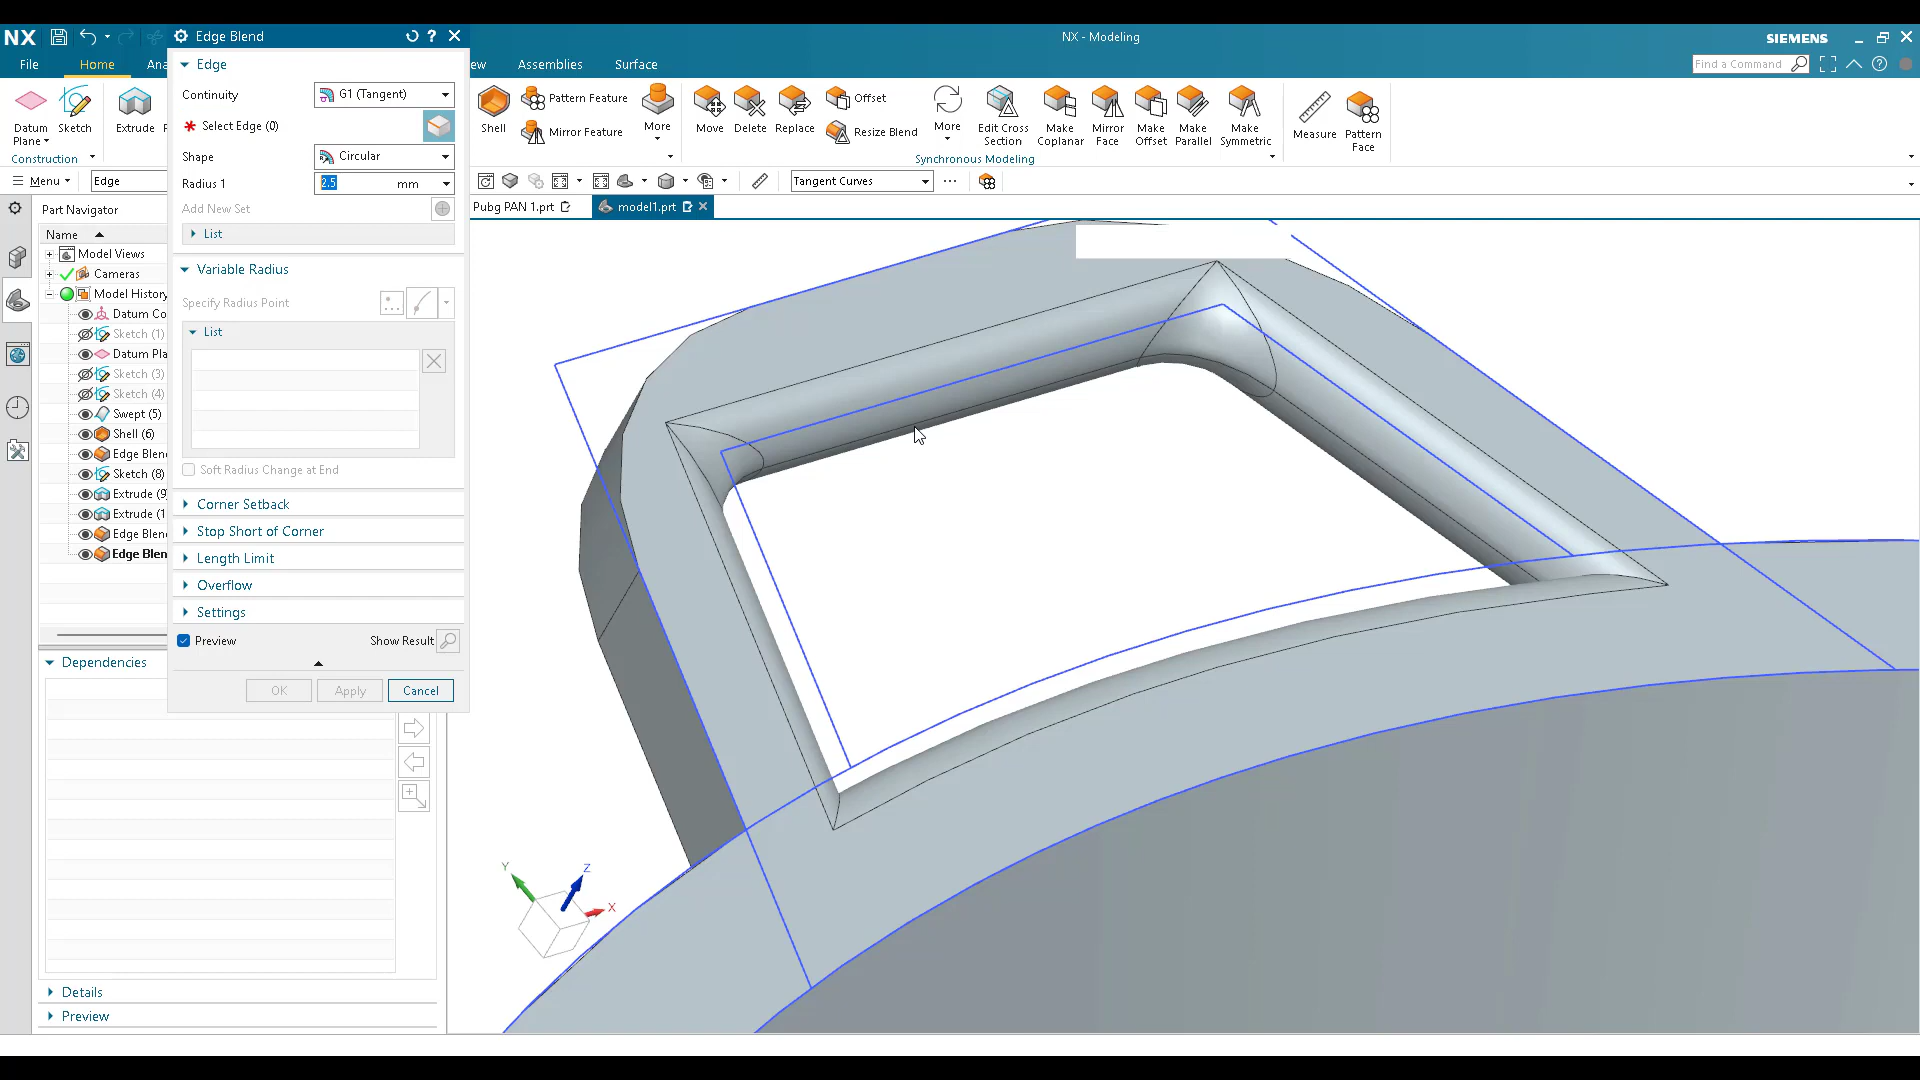 NX
Edge Blend
NX - Modeling
SIEMENS
File
Home
Ana
ew
Assemblies
Surface
Find a Command
Datum
Plane
Sketch
Extrude
Construction
Shell
Pattern Feature
Mirror Feature
More
Move
Delete
Replace
Offset
Resize Blend
More
Edit Cross
Section
Make
Coplanar
Mirror
Face
Make
Offset
Make
Parallel
Make
Symmetric
Measure
Pattern
Face
Synchronous Modeling
Menu
Edge
Tangent Curves
Pubg PAN 1.prt
model1.prt
Part Navigator
Name
Model Views
Cameras
Model History
Datum Co
Sketch (1)
Datum Pla
Sketch (3)
Sketch (4)
Swept (5)
Shell (6)
Edge Blen
Sketch (8)
Extrude (9
Extrude (1
Edge Blen
Edge Blen
Dependencies
Details
Preview
Edge
Continuity
G1 (Tangent)
* Select Edge (0)
Shape
Circular
Radius 1
2.5
mm
Add New Set
List
Variable Radius
Specify Radius Point
List
Soft Radius Change at End
Corner Setback
Stop Short of Corner
Length Limit
Overflow
Settings
Preview
Show Result
OK
Apply
Cancel
Y
Z
X